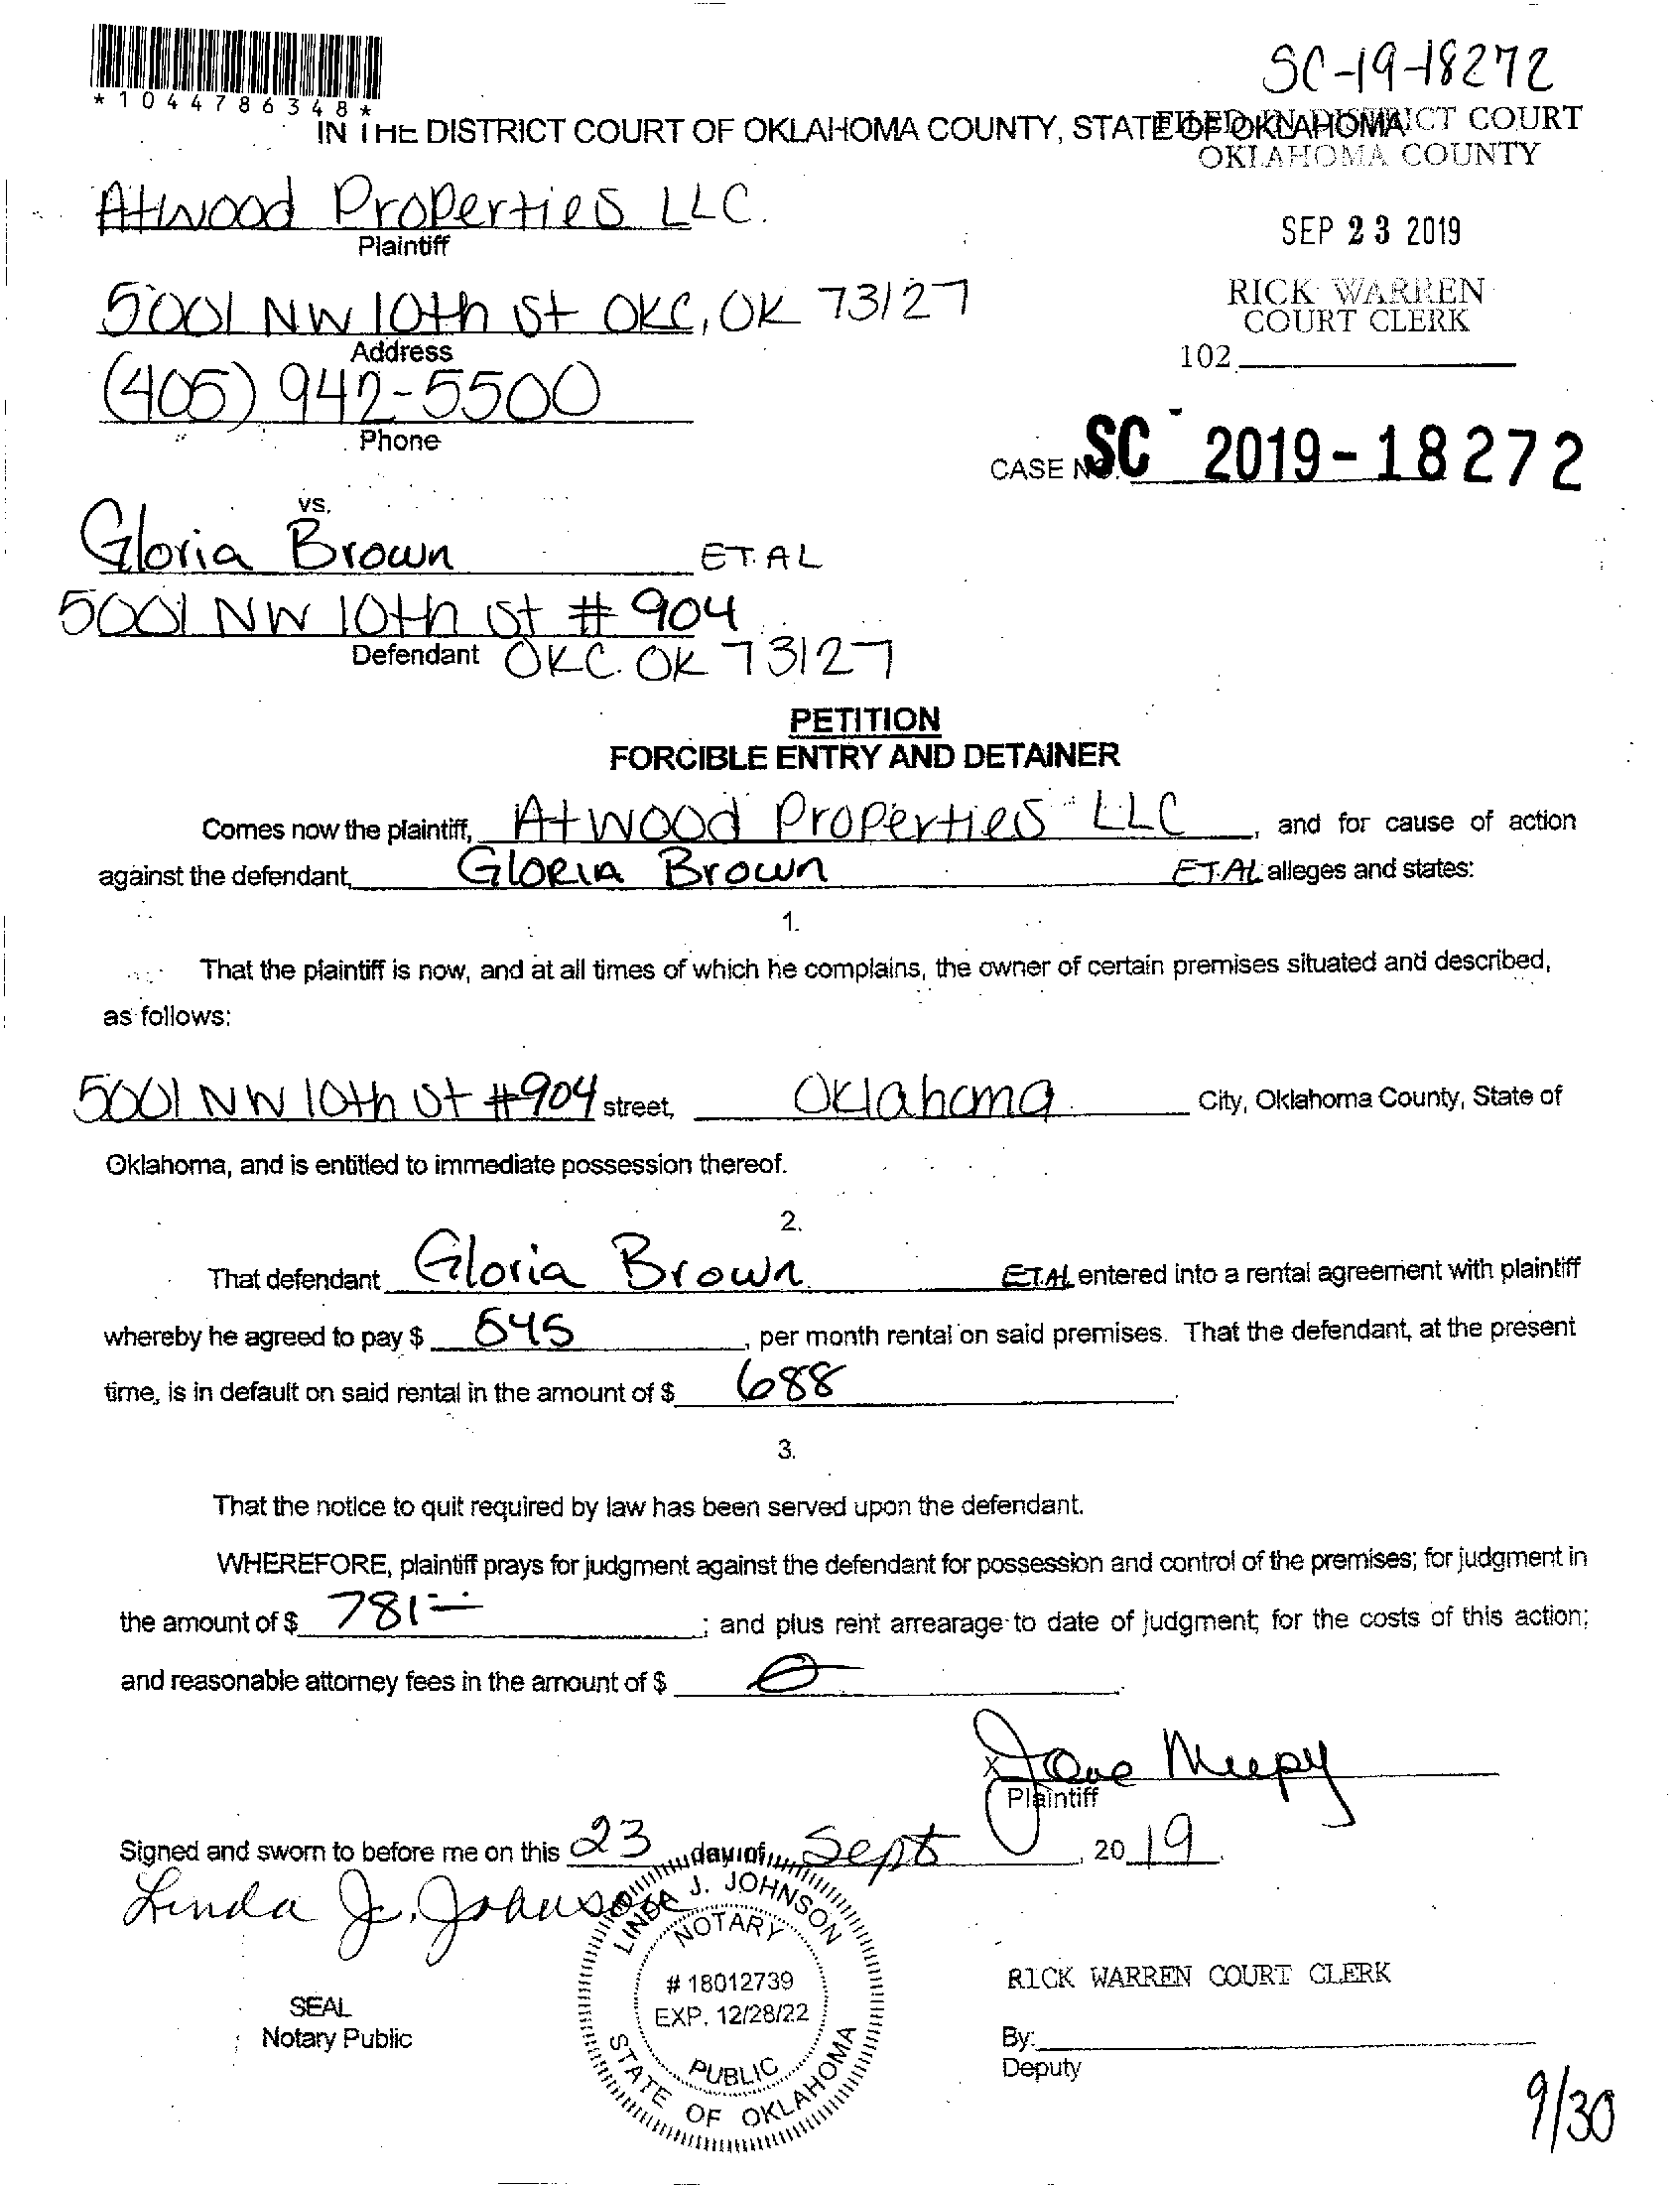 *1044786348*
SC-19-18272
IN THE DISTRICT COURT OF OKLAHOMA COUNTY, STATE OF OKLAHOMA
FILED IN DISTRICT COURT
OKLAHOMA COUNTY
Atwood Properties LLC.
Plaintiff
SEP 23 2019
5001 NW 10th St OKC, OK 73127
Address
RICK WARREN
COURT CLERK
102
(405) 942-5500
Phone
CASE NO. SC 2019-18272
vs.
Gloria Brown ET.AL
5001 NW 10th St # 904
Defendant OKC. OK 73127
PETITION
FORCIBLE ENTRY AND DETAINER
Comes now the plaintiff, Atwood Properties LLC, and for cause of action
against the defendant, Gloria Brown ET.AL alleges and states:
1.
That the plaintiff is now, and at all times of which he complains, the owner of certain premises situated and described,
as follows:
5001 NW 10th St #904 street, Oklahoma City, Oklahoma County, State of
Oklahoma, and is entitled to immediate possession thereof.
2.
That defendant Gloria Brown ET.AL entered into a rental agreement with plaintiff
whereby he agreed to pay $ 545, per month rental on said premises. That the defendant, at the present
time, is in default on said rental in the amount of $ 688.
3.
That the notice to quit required by law has been served upon the defendant.
WHEREFORE, plaintiff prays for judgment against the defendant for possession and control of the premises; for judgment in
the amount of $ 781; and plus rent arrearage to date of judgment; for the costs of this action;
and reasonable attorney fees in the amount of $ 0.
x
Plaintiff
Signed and sworn to before me on this 23 day of Sept, 2019.
Linda J. Johnson
LINDA J. JOHNSON
NOTARY
# 18012739
EXP. 12/28/22
PUBLIC
STATE OF OKLAHOMA
SEAL
Notary Public
RICK WARREN COURT CLERK
By:
Deputy
9/30